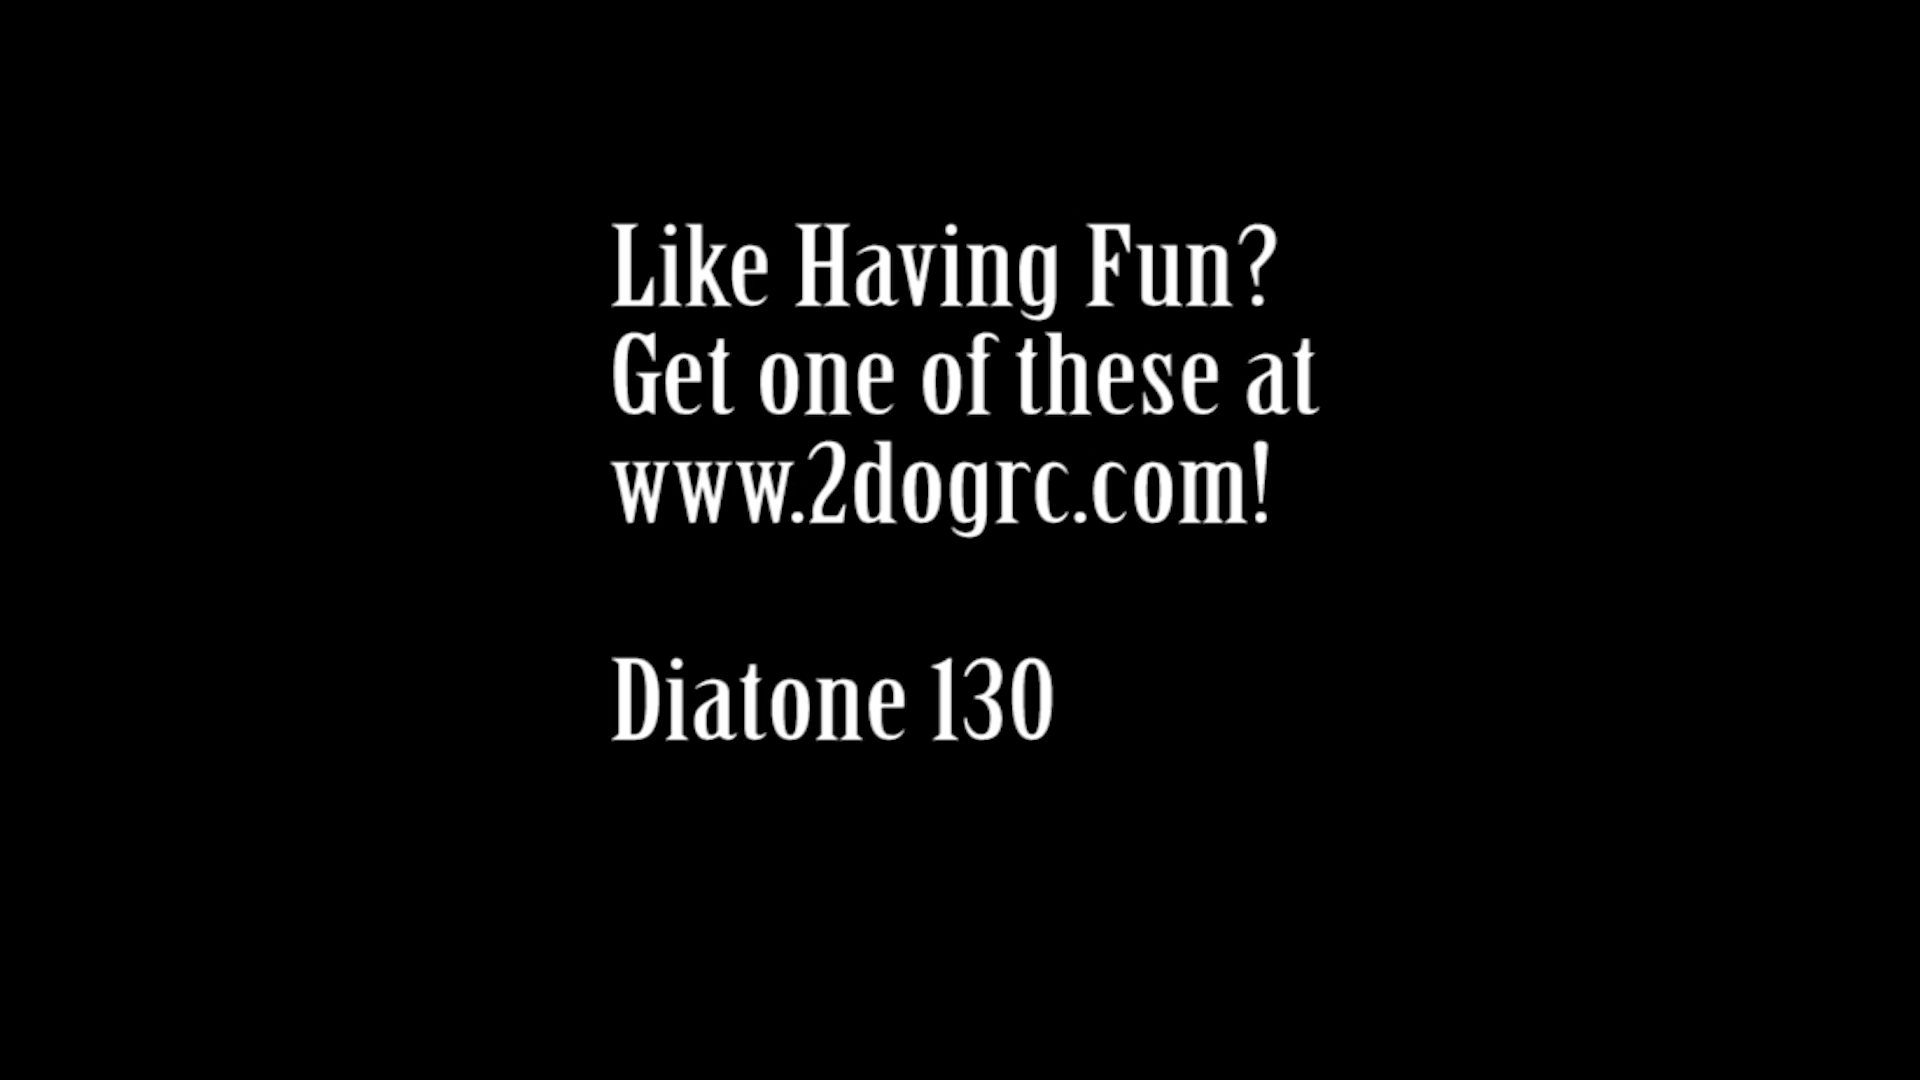 Like Having Fun?
Get one of these at
www.2dogrc.com!
Diatone 130